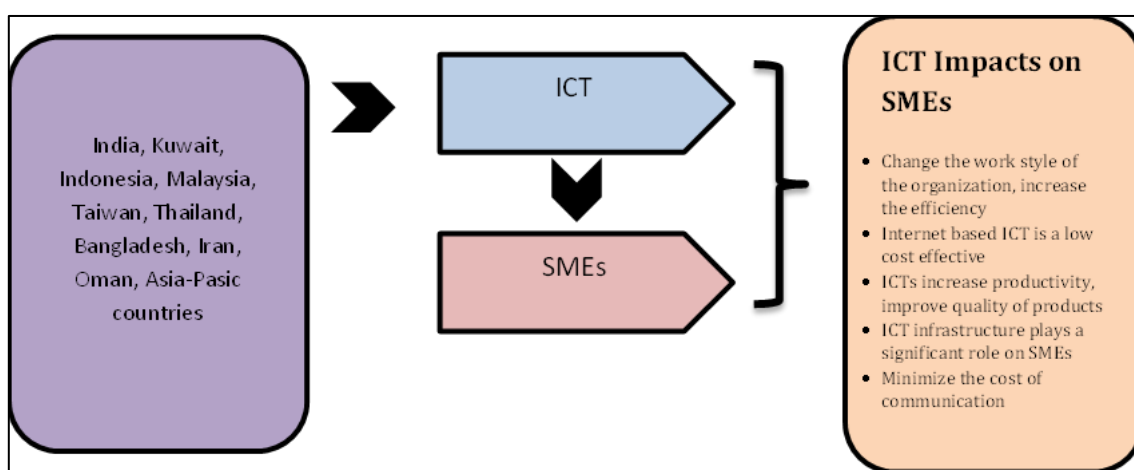 India, Kuwait,
Indonesia, Malaysia,
Taiwan, Thailand,
Bangladesh, Iran,
Oman, Asia-Pasic
countries
ICT
SMEs
ICT Impacts on
SMEs
• Change the work style of
the organization, increase
the efficiency
• Internet based ICT is a low
cost effective
• ICTs increase productivity,
improve quality of products
• ICT infrastructure plays a
significant role on SMEs
• Minimize the cost of
communication